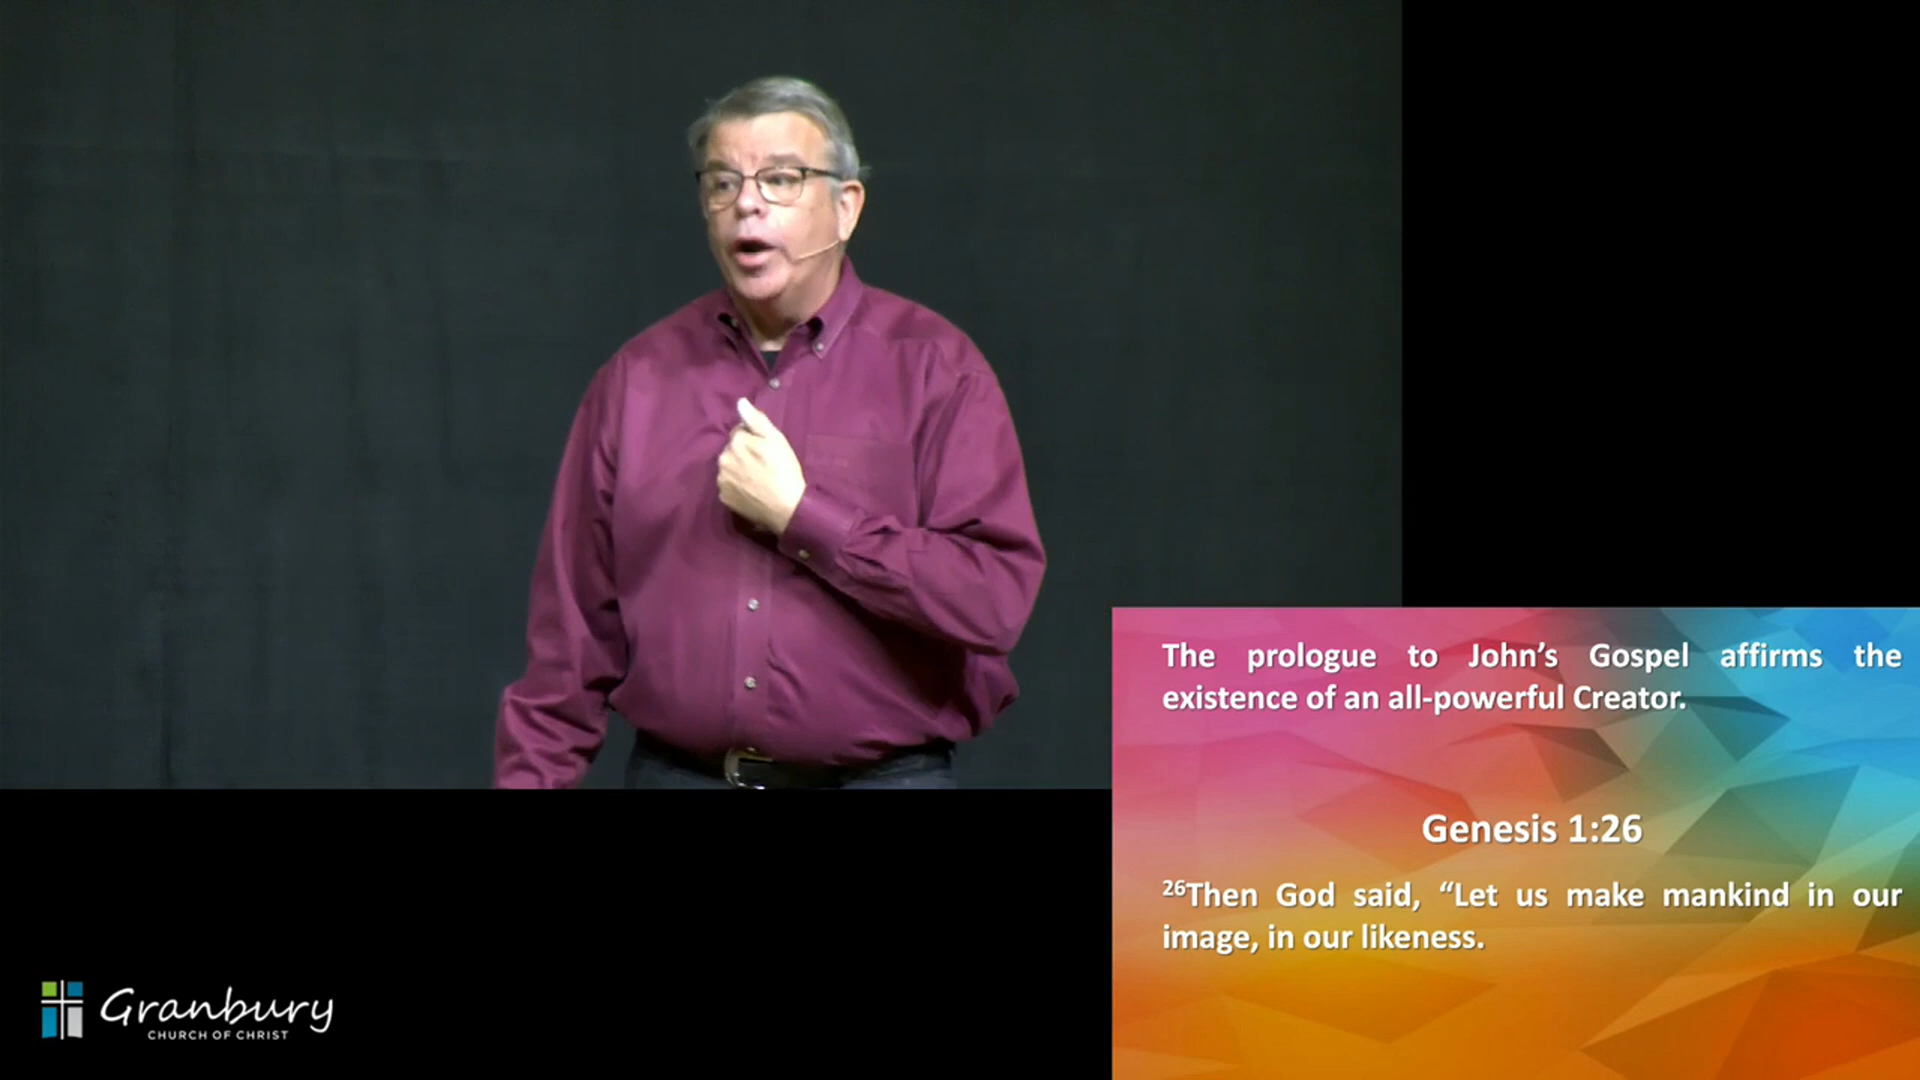 The prologue to John's Gospel affirms the
existence of an all-powerful Creator.
Genesis 1:26
26Then God said, “Let us make mankind in our
image, in our likeness.
Granbury
CHURCH OF CHRIST